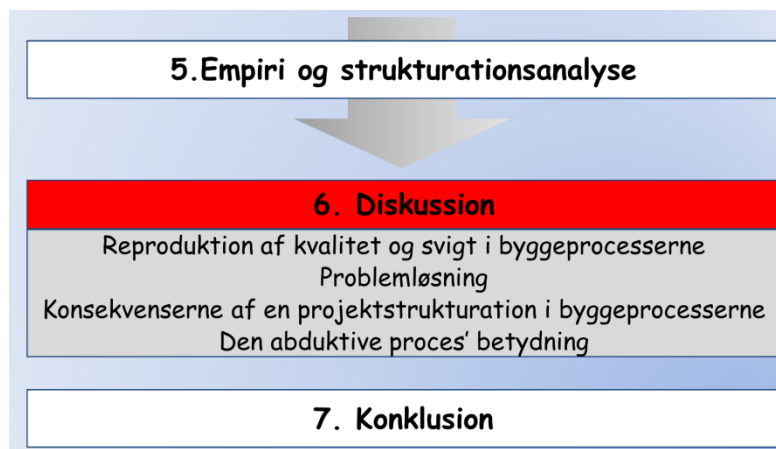 5.Empiri og strukturationsanalyse
6. Diskussion
Reproduktion af kvalitet og svigt i byggeprocesserne
Problemløsning
Konsekvenserne af en projektstrukturation i byggeprocesserne
Den abduktive proces’ betydning
7. Konklusion